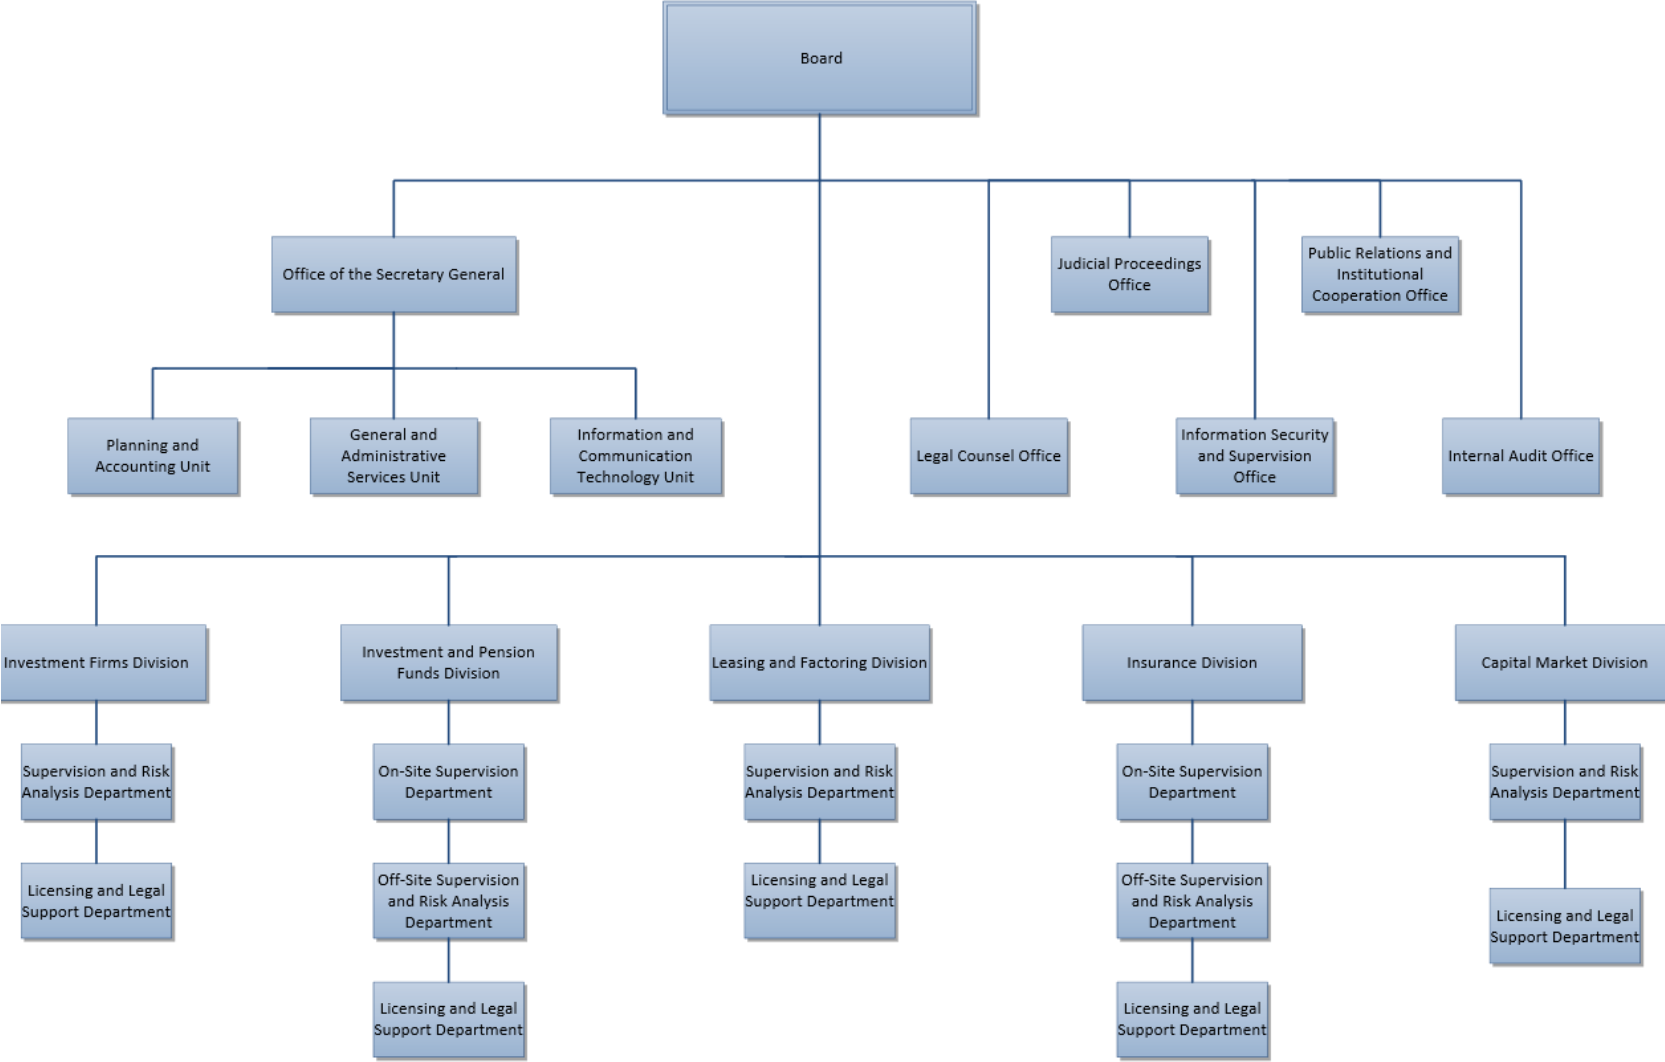 Board
Office of the Secretary General
Judicial Proceedings
Office
Public Relations and
Institutional
Cooperation Office
Planning and
Accounting Unit
General and
Administrative
Services Unit
Information and
Communication
Technology Unit
Legal Counsel Office
Information Security
and Supervision
Office
Internal Audit Office
Investment Firms Division
Investment and Pension
Funds Division
Leasing and Factoring Division
Insurance Division
Capital Market Division
Supervision and Risk
Analysis Department
On-Site Supervision
Department
Supervision and Risk
Analysis Department
On-Site Supervision
Department
Supervision and Risk
Analysis Department
Licensing and Legal
Support Department
Off-Site Supervision
and Risk Analysis
Department
Licensing and Legal
Support Department
Off-Site Supervision
and Risk Analysis
Department
Licensing and Legal
Support Department
Licensing and Legal
Support Department
Licensing and Legal
Support Department